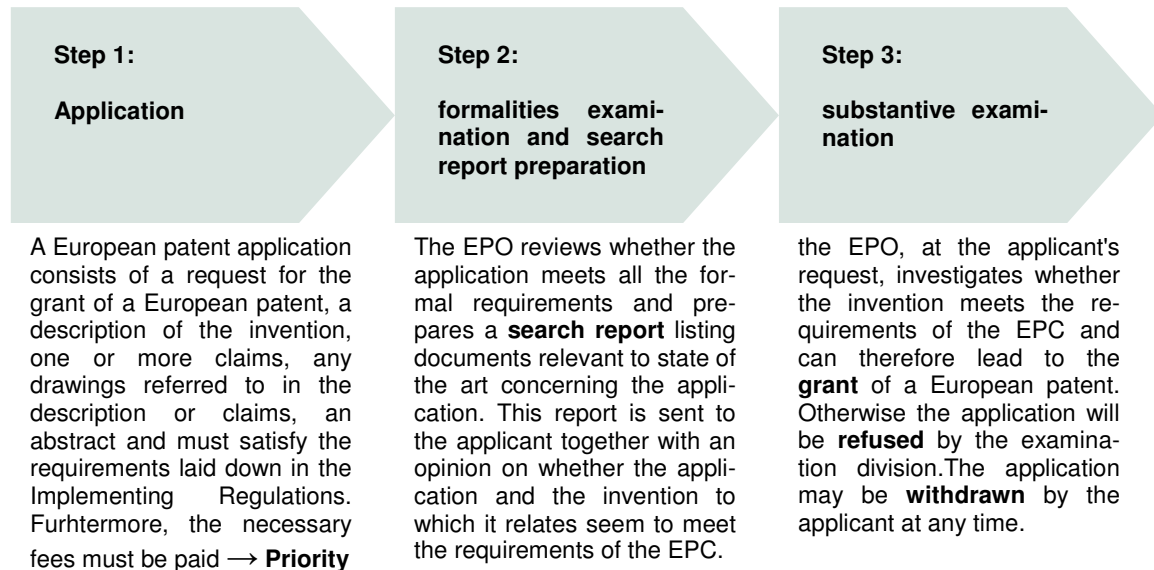 Step 1:
Application
A European patent application
consists of a request for the
grant of a European patent, a
description of the invention,
one or more claims, any
drawings referred to in the
description or claims, an
abstract and must satisfy the
requirements laid down in the
Implementing Regulations.
Furhtermore, the necessary
fees must be paid → Priority
Step 2:
formalities exami-
nation and search
report preparation
The EPO reviews whether the
application meets all the for-
mal requirements and pre-
pares a search report listing
documents relevant to state of
the art concerning the appli-
cation. This report is sent to
the applicant together with an
opinion on whether the appli-
cation and the invention to
which it relates seem to meet
the requirements of the EPC.
Step 3:
substantive exami-
nation
the EPO, at the applicant's
request, investigates whether
the invention meets the re-
quirements of the EPC and
can therefore lead to the
grant of a European patent.
Otherwise the application will
be refused by the examina-
tion division.The application
may be withdrawn by the
applicant at any time.